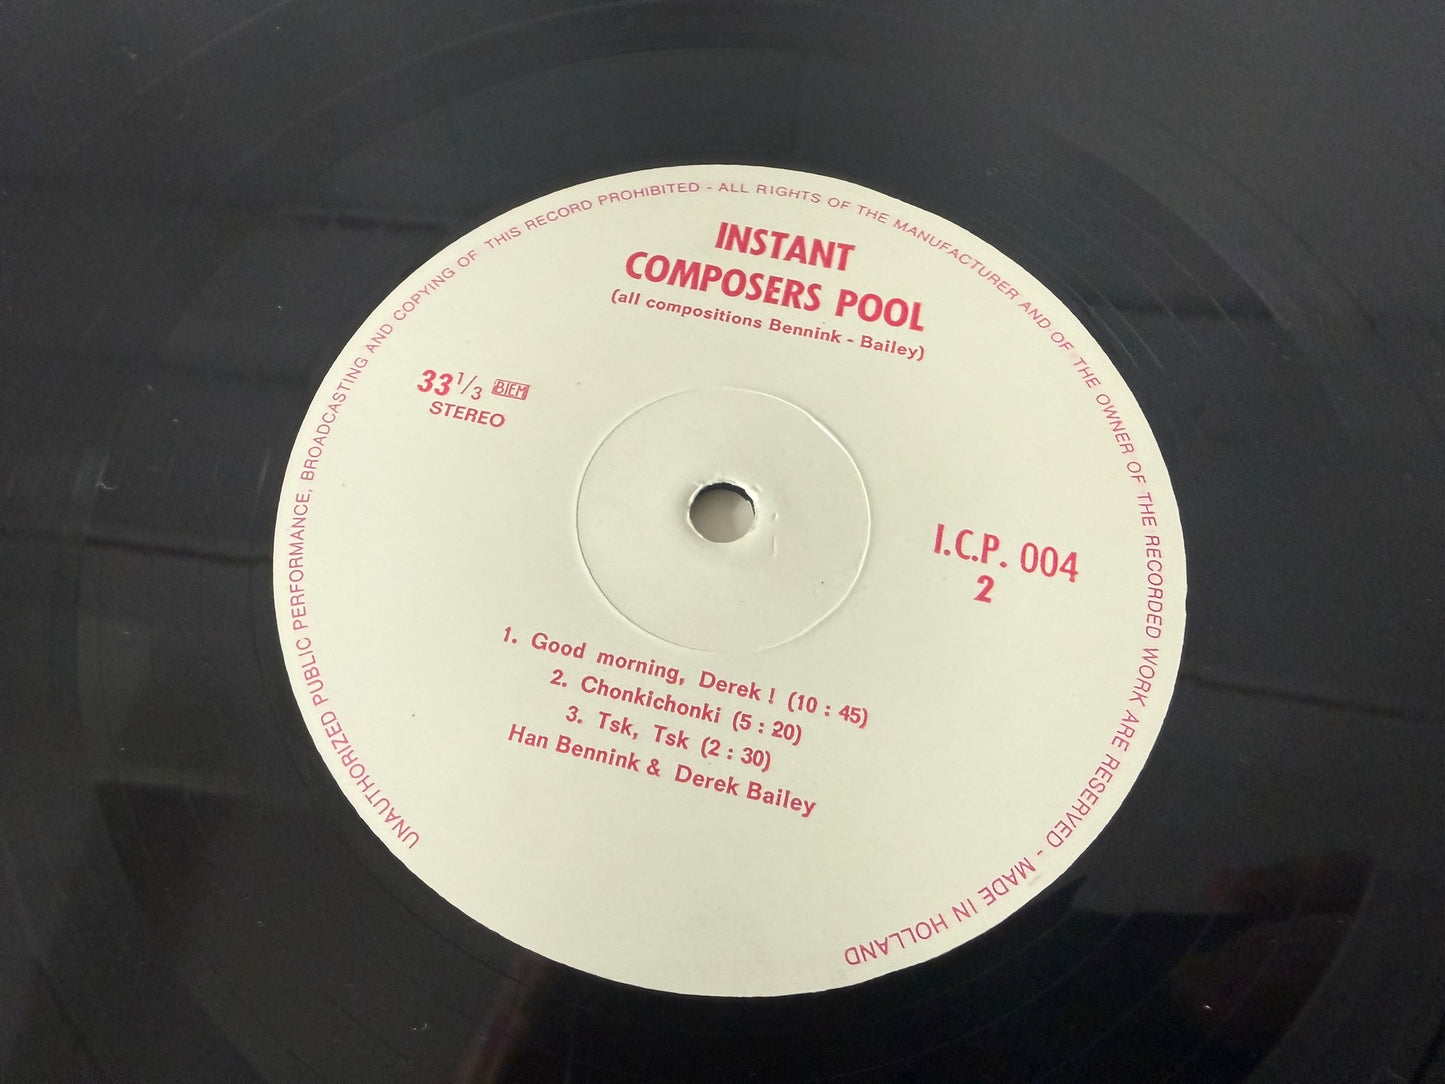 UNAUTHORIZED PUBLIC PERFORMANCE, BROADCASTING AND COPYING OF THIS RECORD PROHIBITED - ALL RIGHTS OF THE MANUFACTURER AND OF THE OWNER OF THE RECORDED WORK ARE RESERVED - MADE IN HOLLAND
INSTANT
COMPOSERS POOL
(all compositions Bennink - Bailey)
33 1/3 BIEM
STEREO
I.C.P. 004
2
1. Good morning, Derek ! (10 : 45)
2. Chonkichonki (5 : 20)
3. Tsk, Tsk (2 : 30)
Han Bennink & Derek Bailey